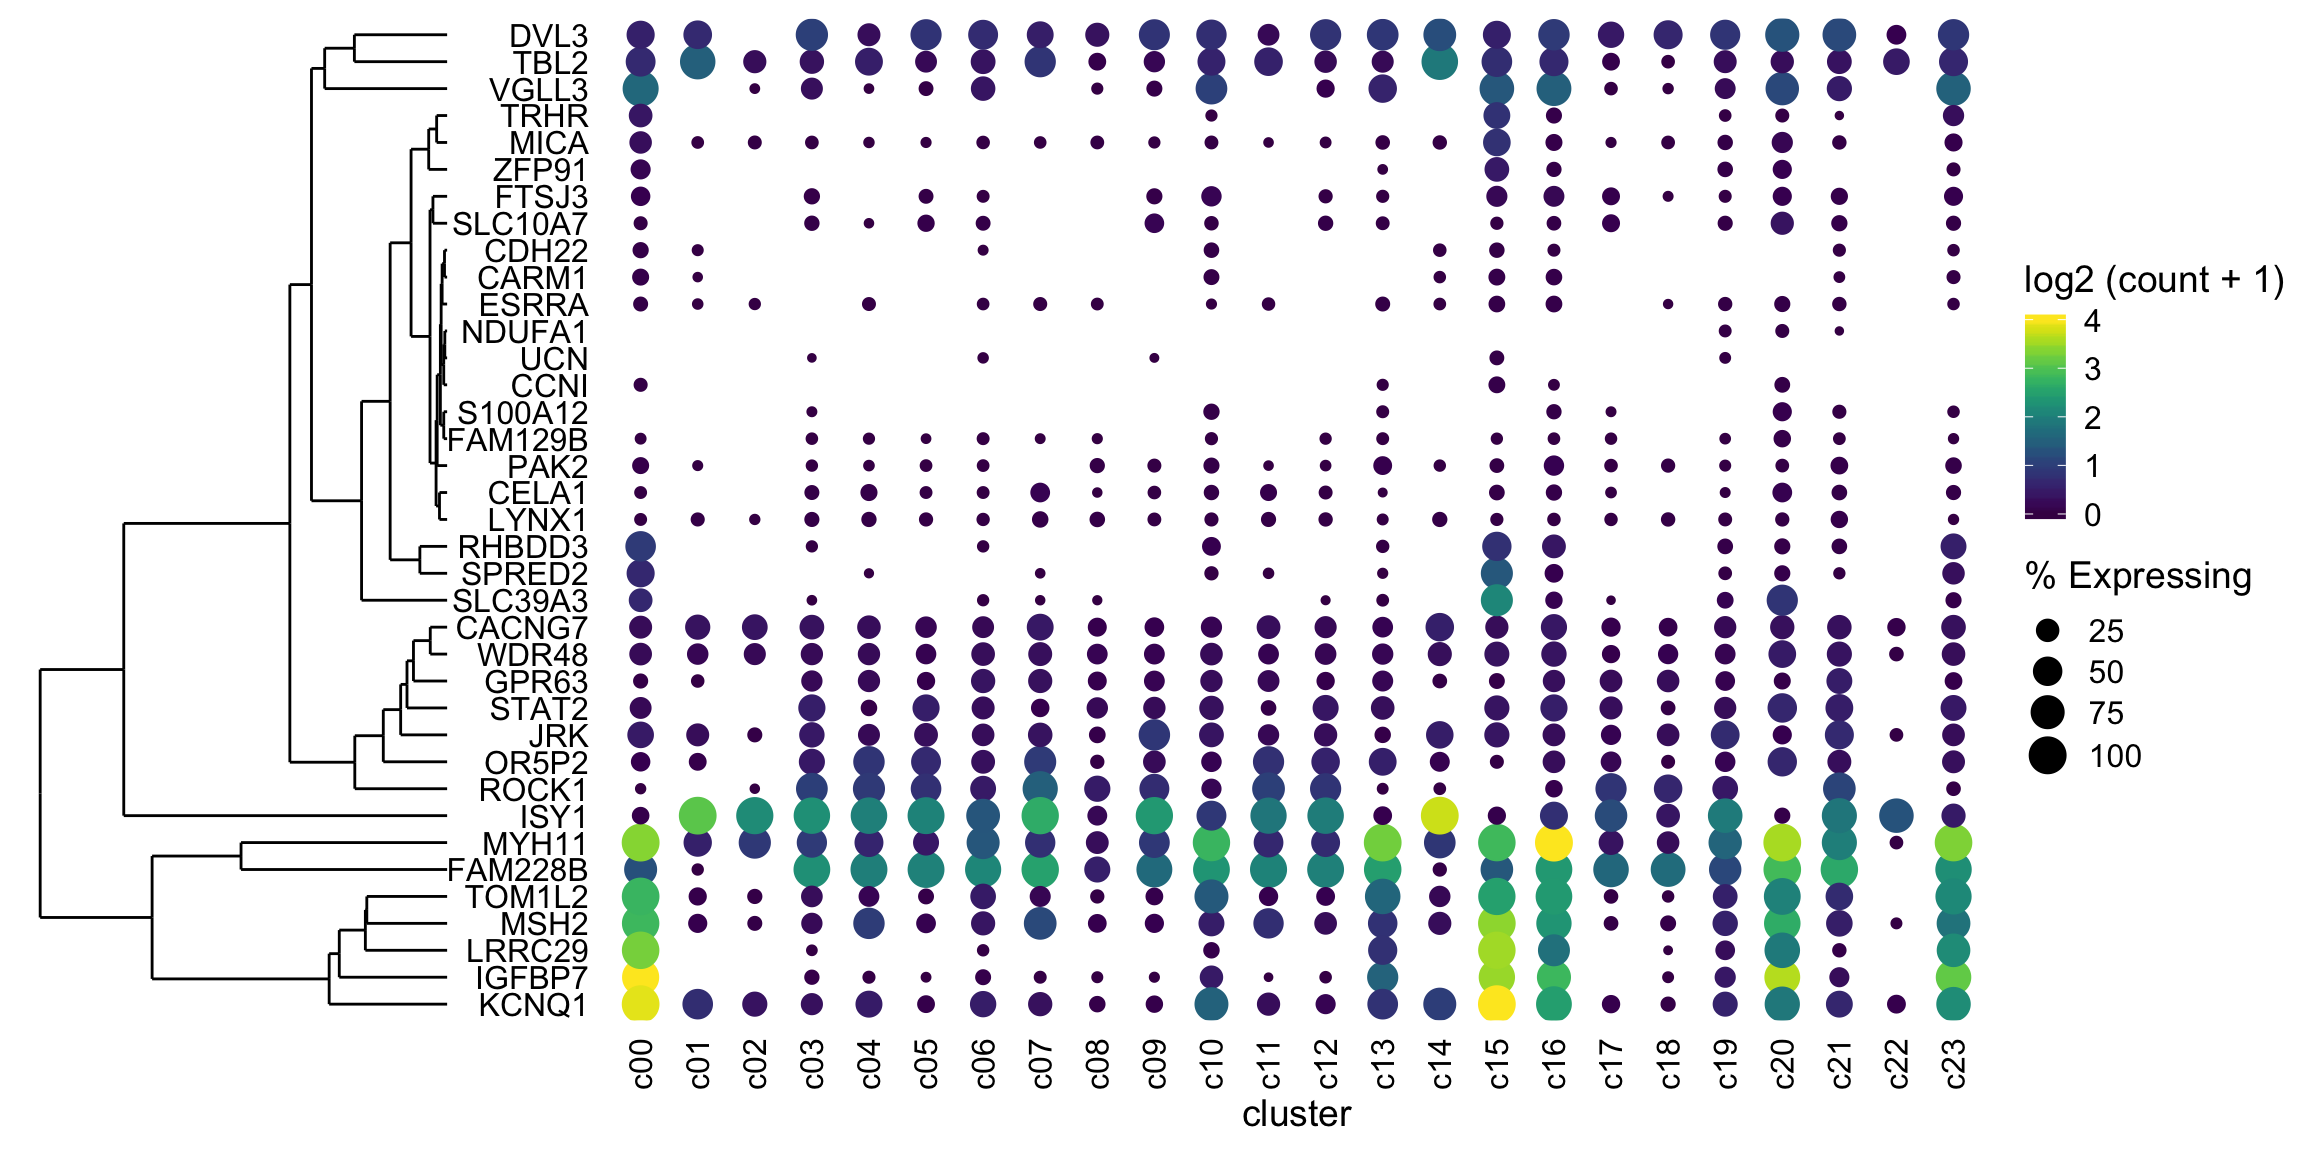 DVL3
TBL2
VGLL3
TRHR
MICA
ZFP91
FTSJ3
SLC10A7
CDH22
CARM1
ESRRA
NDUFA1
UCN
CCNI
S100A12
FAM129B
PAK2
CELA1
LYNX1
RHBDD3
SPRED2
SLC39A3
CACNG7
WDR48
GPR63
STAT2
JRK
OR5P2
ROCK1
ISY1
MYH11
FAM228B
TOM1L2
MSH2
LRRC29
IGFBP7
KCNQ1
c00 c01 c02 c03 c04 c05 c06 c07 c08 c09 c10 c11 c12 c13 c14 c15 c16 c17 c18 c19 c20 c21 c22 c23
cluster
log2 (count + 1)
4
3
2
1
0
% Expressing
25
50
75
100